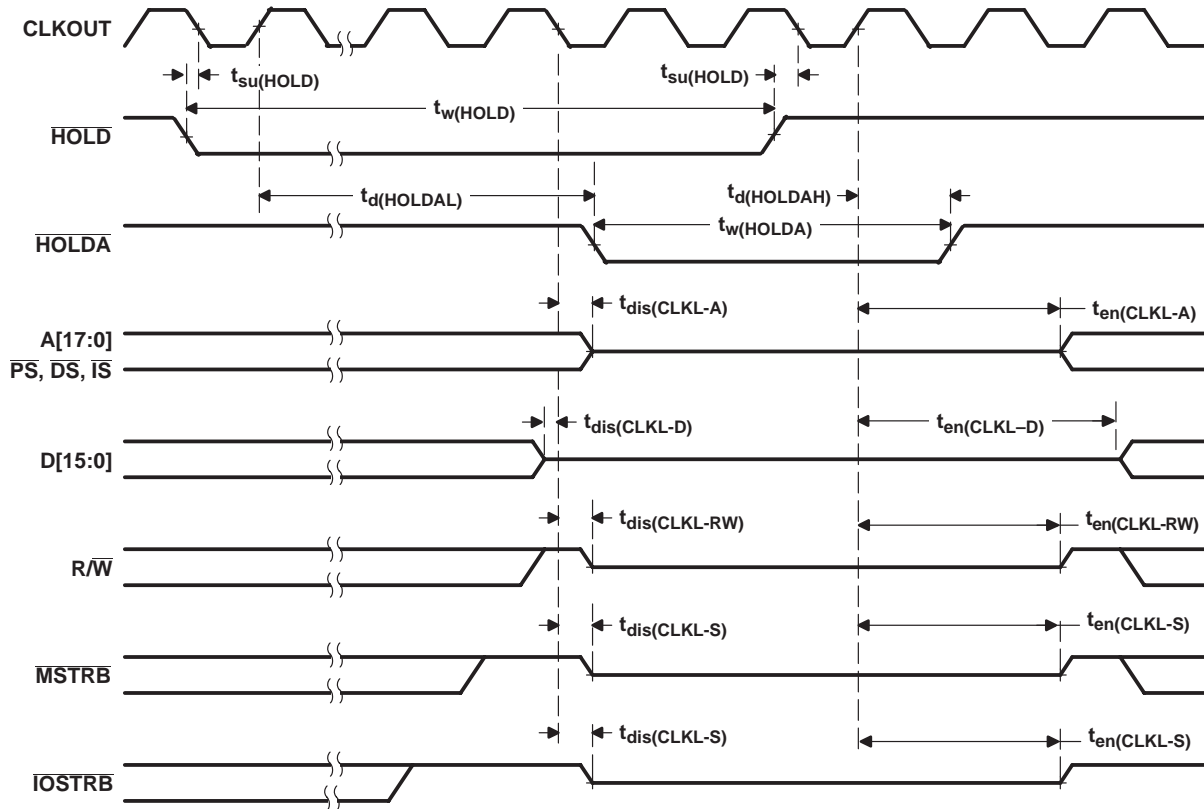 CLKOUT
tsu(HOLD)
tsu(HOLD)
tw(HOLD)
HOLD
td(HOLDAL)
td(HOLDAH)
tw(HOLDA)
HOLDA
tdis(CLKL-A)
ten(CLKL-A)
A[17:0]
PS, DS, IS
tdis(CLKL-D)
ten(CLKL–D)
D[15:0]
tdis(CLKL-RW)
ten(CLKL-RW)
R/W
tdis(CLKL-S)
ten(CLKL-S)
MSTRB
tdis(CLKL-S)
ten(CLKL-S)
IOSTRB